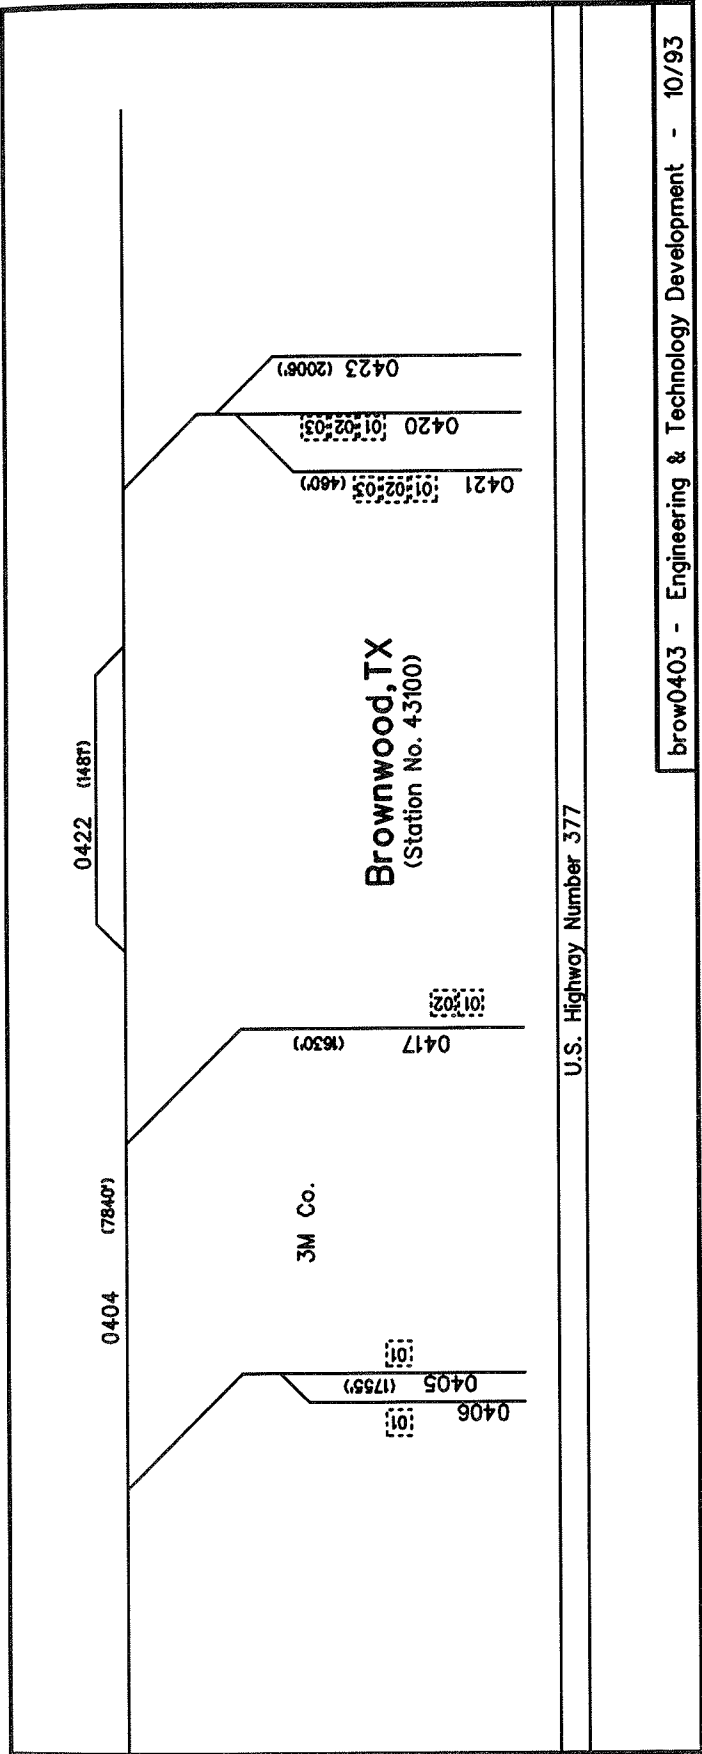 0422
0404 (7840')
0406
01
0405 (1755')
01
3M Co.
0417 (1630')
01 02
Brownwood, TX
(Station No. 43100)
0421
01 02 03 (460')
0420
01 02 03
0423 (2006')
U.S. Highway Number 377
brow0403 - Engineering & Technology Development - 10/93